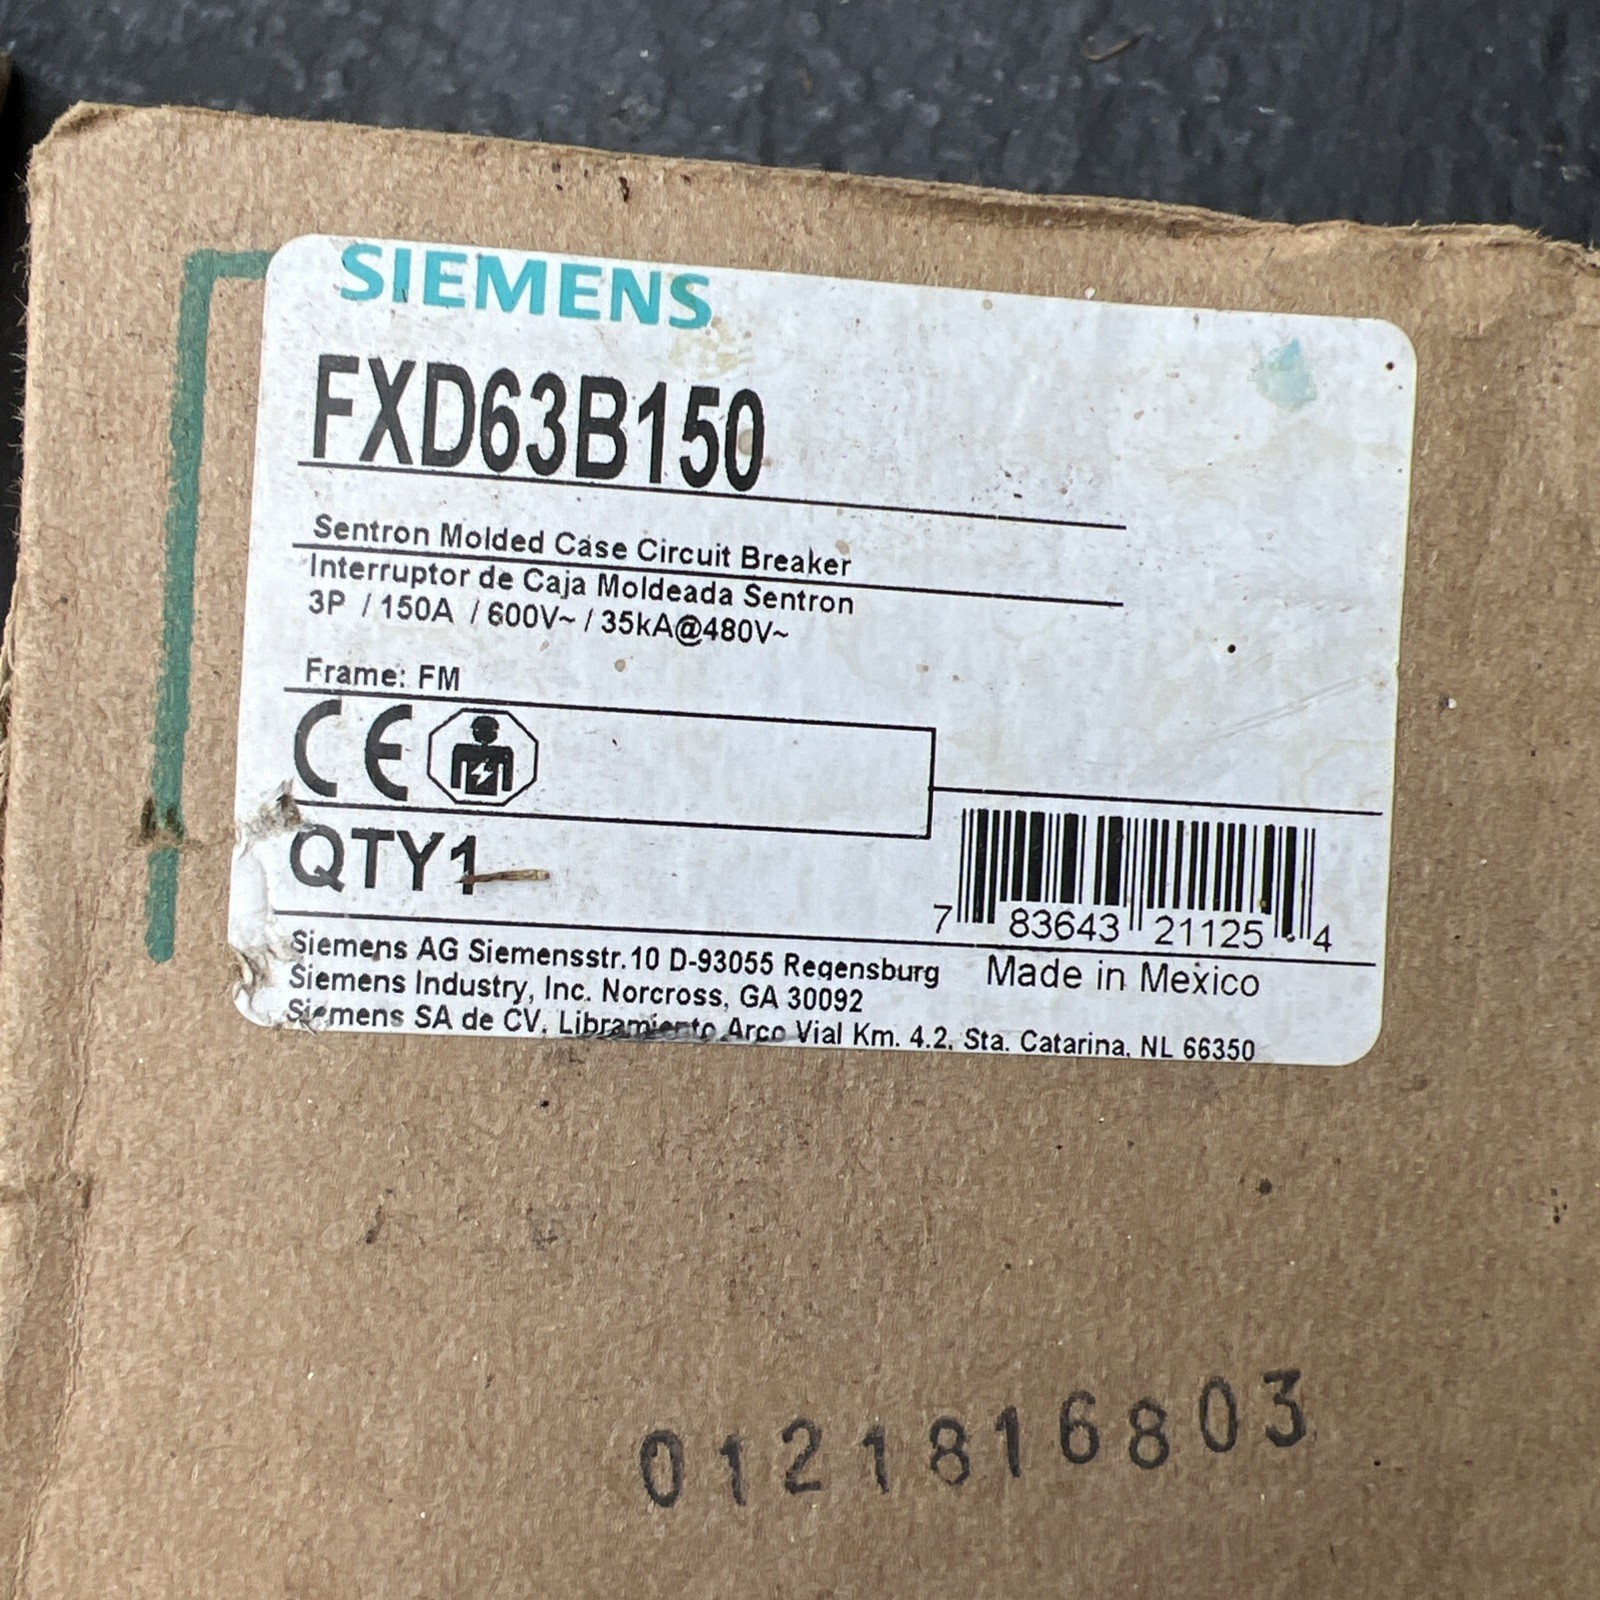 SIEMENS
FXD63B150
Sentron Molded Case Circuit Breaker
Interruptor de Caja Moldeada Sentron
3P / 150A / 600V~ / 35kA@480V~
Frame: FM
CE
QTY1
7 83643 21125 4
Siemens AG Siemensstr.10 D-93055 Regensburg
Made in Mexico
Siemens Industry, Inc. Norcross, GA 30092
Siemens SA de CV. Libramiento Arco Vial Km. 4.2, Sta. Catarina, NL 66350
0121816803